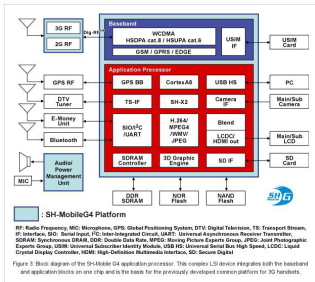 Baseband
3G RF
2G RF
Dig-RF
WCDMA
HSDPA cat.8 / HSUPA cat.6
GSM / GPRS / EDGE
USIM
IF
USIM
Card
Application Processor
GPS RF
GPS BB
CortexA8
USB HS
PC
DTV
Tuner
TS-IF
SH-X2
Camera
IF
Main/Sub
Camera
E-Money
Unit
Bluetooth
SIO/I²C
/UART
H.264/
MPEG4
/WMV
JPEG
Blend
LCDC/
HDMI out
Main/Sub
LCD
Audio/
Power
Management
Unit
MIC
SDRAM
Controller
3D Graphic
Engine
SD IF
SD
Card
DDR
SDRAM
NOR
Flash
NAND
Flash
: SH-MobileG4 Platform
RF: Radio Frequency, MIC: Microphone, GPS: Global Positioning System, DTV: Digital Television, TS: Transport Stream,
IF: Interface, SIO: Serial Input, I²C: Inter-Integrated Circuit, UART: Universal Asynchronous Receiver Transmitter,
SDRAM: Synchronous DRAM, DDR: Double Data Rate, MPEG: Moving Picture Experts Group, JPEG: Joint Photographic
Experts Group, USIM: Universal Subscriber Identity Module, USB HS: Universal Serial Bus High Speed, LCDC: Liquid
Crystal Display Controller, HDMI: High-Definition Multimedia Interface, SD: Secure Digital
Figure 3: Block diagram of the SH-Mobile G4 application processor. This complex LSI device integrates both the baseband
and application blocks on one chip and is the basis for the previously developed common platform for 3G handsets.